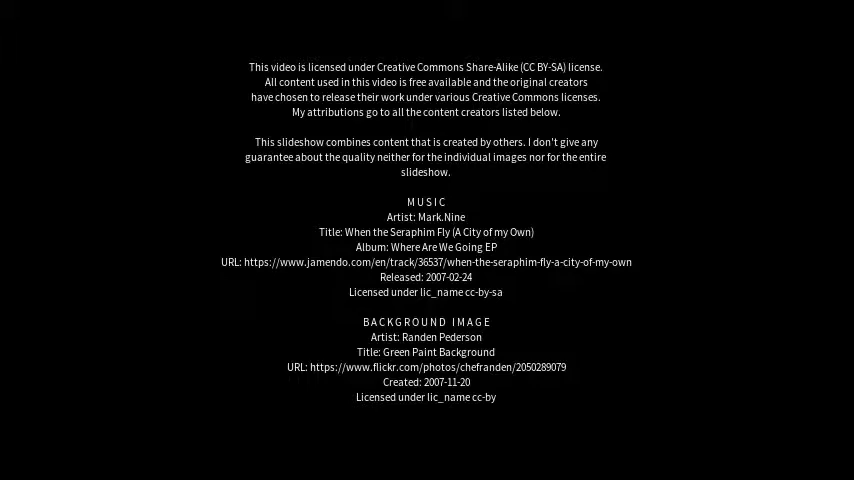 This video is licensed under Creative Commons Share-Alike (CC BY-SA) license.
All content used in this video is free available and the original creators
have chosen to release their work under various Creative Commons licenses.
My attributions go to all the content creators listed below.
This slideshow combines content that is created by others. I don't give any
guarantee about the quality neither for the individual images nor for the entire
slideshow.
MUSIC
Artist: Mark.Nine
Title: When the Seraphim Fly (A City of my Own)
Album: Where Are We Going EP
URL: https://www.jamendo.com/en/track/36537/when-the-seraphim-fly-a-city-of-my-own
Released: 2007-02-24
Licensed under lic_name cc-by-sa
BACKGROUND IMAGE
Artist: Randen Pederson
Title: Green Paint Background
URL: https://www.flickr.com/photos/chefranden/2050289079
Created: 2007-11-20
Licensed under lic_name cc-by